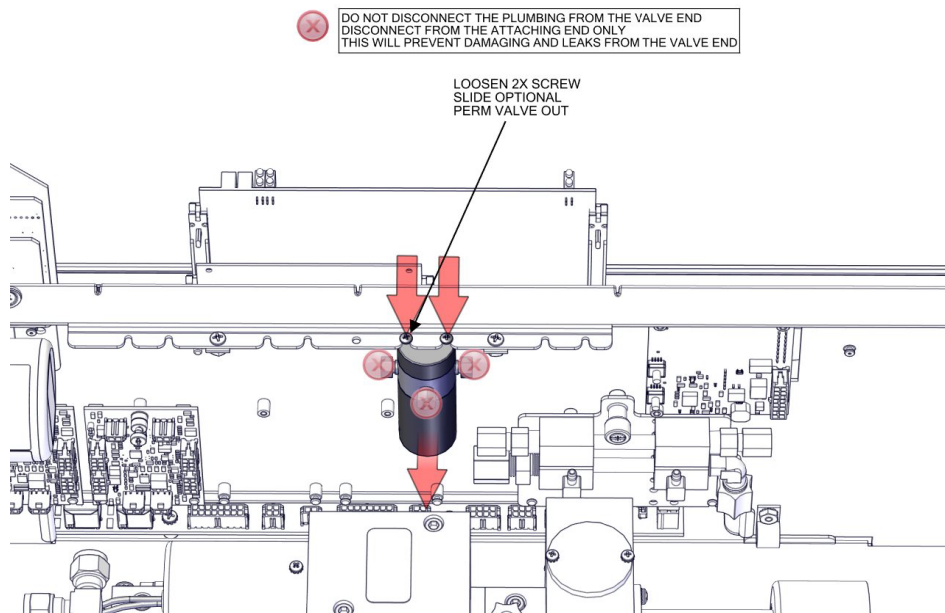 DO NOT DISCONNECT THE PLUMBING FROM THE VALVE END
DISCONNECT FROM THE ATTACHING END ONLY
THIS WILL PREVENT DAMAGING AND LEAKS FROM THE VALVE END
LOOSEN 2X SCREW
SLIDE OPTIONAL
PERM VALVE OUT